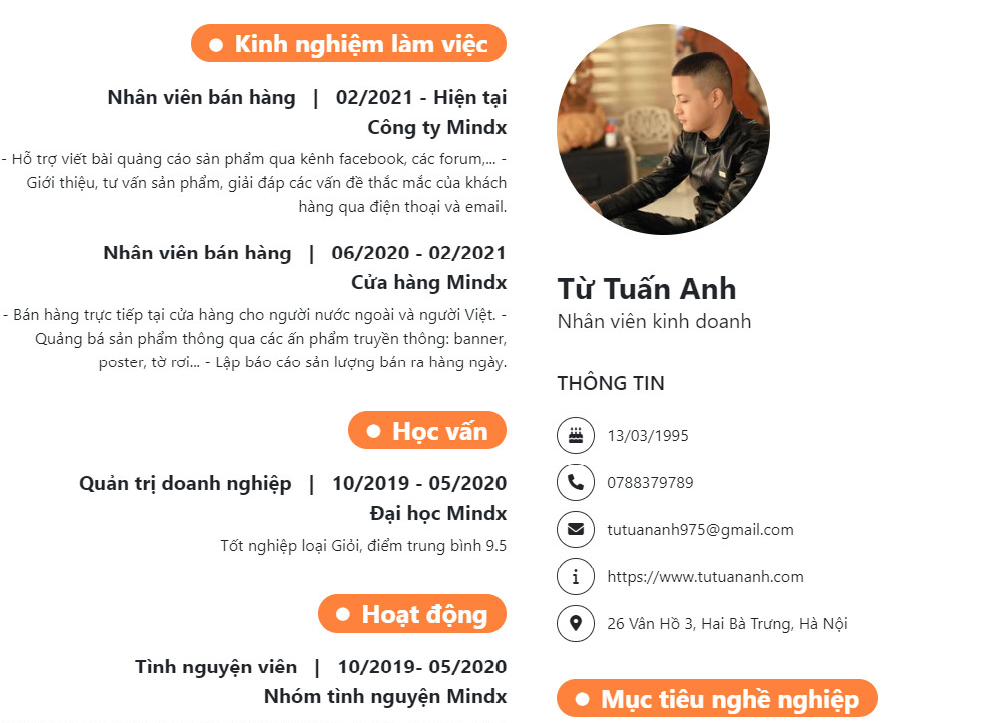 Kinh nghiệm làm việc
Nhân viên bán hàng | 02/2021 - Hiện tại
Công ty Mindx
- Hỗ trợ viết bài quảng cáo sản phẩm qua kênh facebook, các forum,... -
Giới thiệu, tư vấn sản phẩm, giải đáp các vấn đề thắc mắc của khách
hàng qua điện thoại và email.
Nhân viên bán hàng | 06/2020 - 02/2021
Cửa hàng Mindx
- Bán hàng trực tiếp tại cửa hàng cho người nước ngoài và người Việt. -
Quảng bá sản phẩm thông qua các ấn phẩm truyền thông: banner,
poster, tờ rơi... - Lập báo cáo sản lượng bán ra hàng ngày.
Học vấn
Quản trị doanh nghiệp | 10/2019 - 05/2020
Đại học Mindx
Tốt nghiệp loại Giỏi, điểm trung bình 9.5
Hoạt động
Tình nguyện viên | 10/2019- 05/2020
Nhóm tình nguyện Mindx
Từ Tuấn Anh
Nhân viên kinh doanh
THÔNG TIN
13/03/1995
0788379789
tutuananh975@gmail.com
https://www.tutuananh.com
26 Vân Hồ 3, Hai Bà Trưng, Hà Nội
Mục tiêu nghề nghiệp